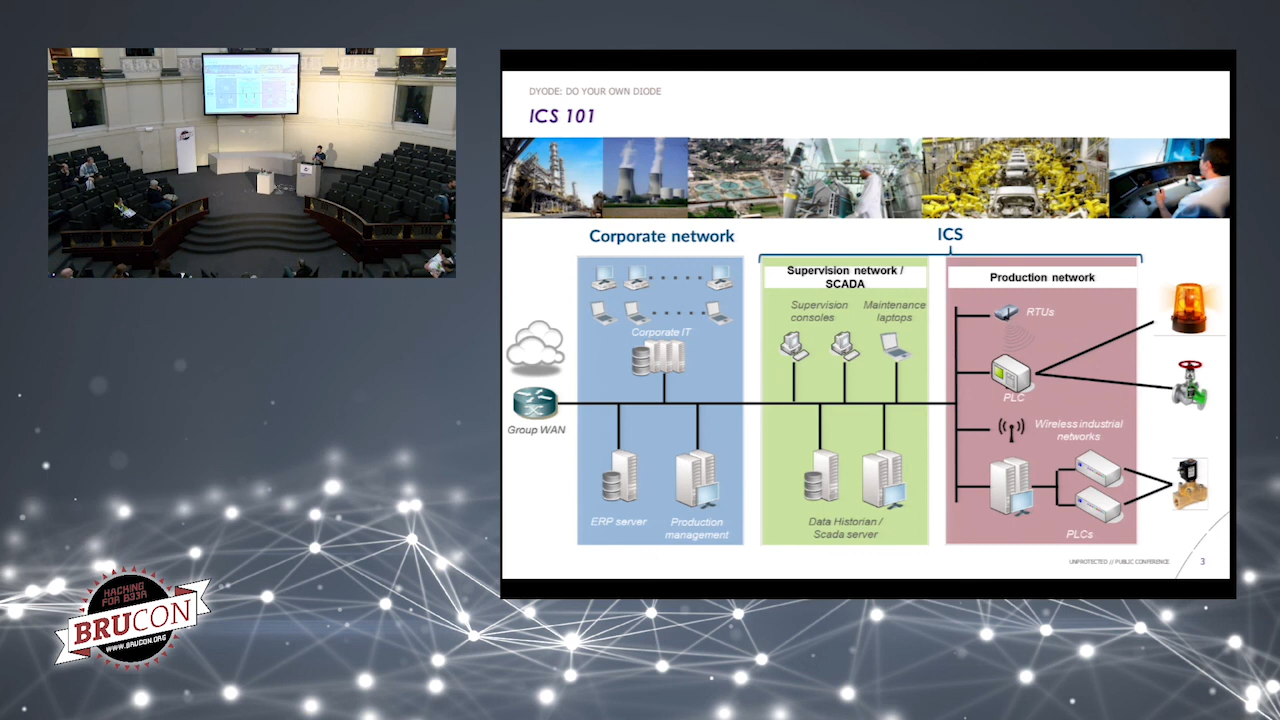 DYODE: DO YOUR OWN DIODE
ICS 101
Corporate network
ICS
Supervision network /
SCADA
Production network
Supervision
consoles
Maintenance
laptops
RTUs
Corporate IT
PLC
Group WAN
Wireless industrial
networks
ERP server
Production
management
Data Historian /
Scada server
PLCs
UNPROTECTED // PUBLIC CONFERENCE
3
HACKING
FOR B33R
BRUCON
WWW.BRUCON.ORG